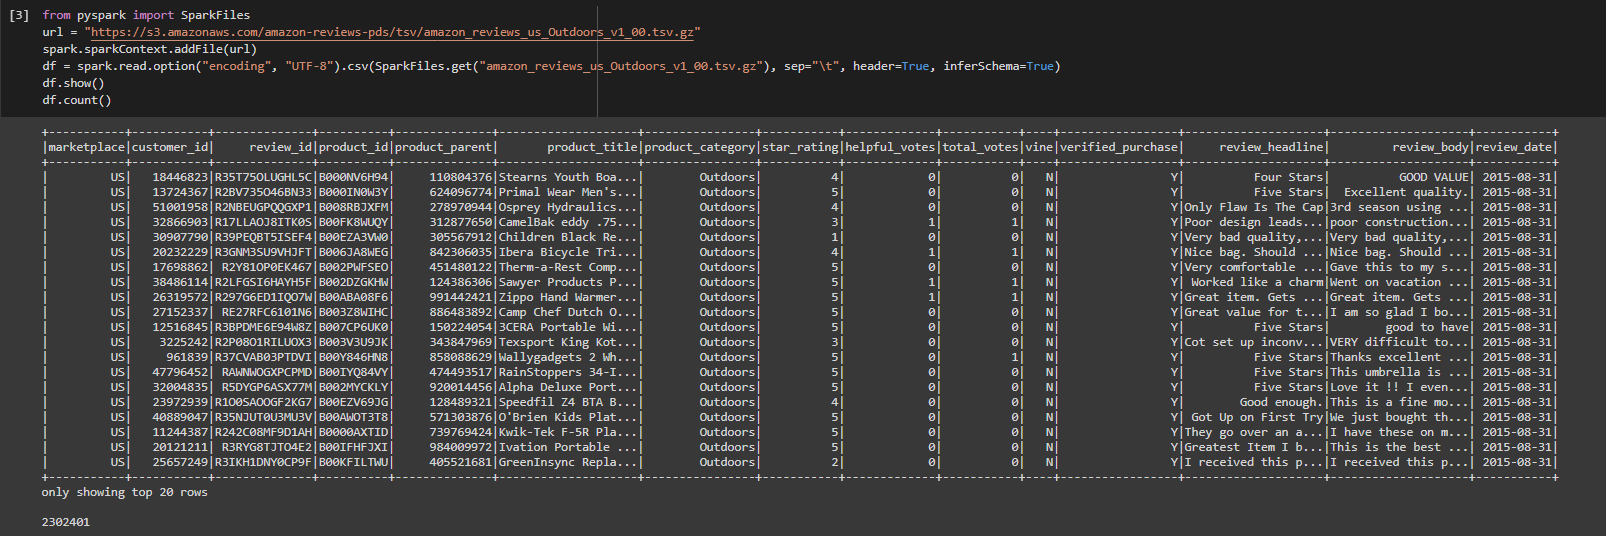 [3] from pyspark import SparkFiles
url = "https://s3.amazonaws.com/amazon-reviews-pds/tsv/amazon_reviews_us_Outdoors_v1_00.tsv.gz"
spark.sparkContext.addFile(url)
df = spark.read.option("encoding", "UTF-8").csv(SparkFiles.get("amazon_reviews_us_Outdoors_v1_00.tsv.gz"), sep="\t", header=True, inferSchema=True)
df.show()
df.count()
+-----------+-----------+--------------+----------+--------------+--------------------+----------------+-----------+-------------+-----------+----+-----------------+--------------------+--------------------+-----------+
|marketplace|customer_id|     review_id|product_id|product_parent|       product_title|product_category|star_rating|helpful_votes|total_votes|vine|verified_purchase|     review_headline|         review_body|review_date|
+-----------+-----------+--------------+----------+--------------+--------------------+----------------+-----------+-------------+-----------+----+-----------------+--------------------+--------------------+-----------+
|         US|   18446823|R35T75OLUGHL5C|B000NV6H94|     110804376|Stearns Youth Boa...|        Outdoors|          4|            0|          0|   N|                Y|          Four Stars|          GOOD VALUE| 2015-08-31|
|         US|   13724367|R2BV735O46BN33|B000IN0W3Y|     624096774|Primal Wear Men's...|        Outdoors|          5|            0|          0|   N|                Y|          Five Stars|  Excellent quality.| 2015-08-31|
|         US|   51001958|R2NBEUGPQQGXP1|B008RBJXFM|     278970944|Osprey Hydraulics...|        Outdoors|          4|            0|          0|   N|                Y|Only Flaw Is The Cap|3rd season using ...| 2015-08-31|
|         US|   32866903|R17LLAOJ8ITK0S|B00FK8WUQY|     312877650|CamelBak eddy .75...|        Outdoors|          3|            1|          1|   N|                Y|Poor design leads...|poor construction...| 2015-08-31|
|         US|   30907790|R39PEQBT5ISEF4|B00EZA3VW0|     305567912|Children Black Re...|        Outdoors|          1|            0|          0|   N|                Y|Very bad quality,...|Very bad quality,...| 2015-08-31|
|         US|   20232229|R3GNM3SU9VHJFT|B006JA8WEG|     842306035|Ibera Bicycle Tri...|        Outdoors|          4|            1|          1|   N|                Y|Nice bag. Should ...|Nice bag. Should ...| 2015-08-31|
|         US|   17698862| R2Y81OP0EK467|B002PWFSEO|     451480122|Therm-a-Rest Comp...|        Outdoors|          5|            0|          0|   N|                Y|Very comfortable ...|Gave this to my s...| 2015-08-31|
|         US|   38486114|R2LFGSI6HAYH5F|B002DZGKHW|     124386306|Sawyer Products P...|        Outdoors|          5|            1|          1|   N|                Y| Worked like a charm|Went on vacation ...| 2015-08-31|
|         US|   26319572|R297G6ED1IQO7W|B00ABA08F6|     991442421|Zippo Hand Warmer...|        Outdoors|          5|            1|          1|   N|                Y|Great item. Gets ...|Great item. Gets ...| 2015-08-31|
|         US|   27152337| RE27RFC6101N6|B003Z8WIHC|     886483892|Camp Chef Dutch O...|        Outdoors|          5|            0|          0|   N|                Y|Great value for t...|I am so glad I bo...| 2015-08-31|
|         US|   12516845|R3BPDME6E94W8Z|B007CP6UK0|     150224054|3CERA Portable Wi...|        Outdoors|          5|            0|          0|   N|                Y|          Five Stars|        good to have| 2015-08-31|
|         US|    3225242|R2P08O1RILUOX3|B003V3U9JK|     343847969|Texsport King Kot...|        Outdoors|          3|            0|          0|   N|                Y|Cot set up inconv...|VERY difficult to...| 2015-08-31|
|         US|     961839|R37CVAB03PTDVI|B00Y846HN8|     858088629|Wallygadgets 2 Wh...|        Outdoors|          5|            0|          1|   N|                Y|          Five Stars|Thanks excellent ...| 2015-08-31|
|         US|   47796452| RAWNWOGXPCPMD|B00IYQ84VY|     474493517|RainStoppers 34-I...|        Outdoors|          5|            0|          0|   N|                Y|          Five Stars|This umbrella is ...| 2015-08-31|
|         US|   32004835| R5DYGP6ASX77M|B002MYCKLY|     920014456|Alpha Deluxe Port...|        Outdoors|          5|            0|          0|   N|                Y|          Five Stars|Love it !! I even...| 2015-08-31|
|         US|   23972939|R1O0SAOOGF2KG7|B00EZV69JG|     128489321|Speedfil Z4 BTA B...|        Outdoors|          4|            0|          0|   N|                Y|        Good enough.|This is a fine mo...| 2015-08-31|
|         US|   40889047|R35NJUT0U3MU3V|B00AWOT3T8|     571303876|O'Brien Kids Plat...|        Outdoors|          5|            0|          0|   N|                Y| Got Up on First Try|We just bought th...| 2015-08-31|
|         US|   11244387|R242C08MF9D1AH|B0000AXTID|     739769424|Kwik-Tek F-5R Pla...|        Outdoors|          5|            0|          0|   N|                Y|They go over an a...|I have these on m...| 2015-08-31|
|         US|   20121211| R3RYG8TJTO4E2|B00IFHFJXI|     984009972|Ivation Portable ...|        Outdoors|          5|            0|          0|   N|                Y|Greatest Item I b...|This is the best ...| 2015-08-31|
|         US|   25657249|R3IKH1DNY0CP9F|B00KFILTWU|     405521681|GreenInsync Repla...|        Outdoors|          2|            0|          0|   N|                Y|I received this p...|I received this p...| 2015-08-31|
+-----------+-----------+--------------+----------+--------------+--------------------+----------------+-----------+-------------+-----------+----+-----------------+--------------------+--------------------+-----------+
only showing top 20 rows
2302401